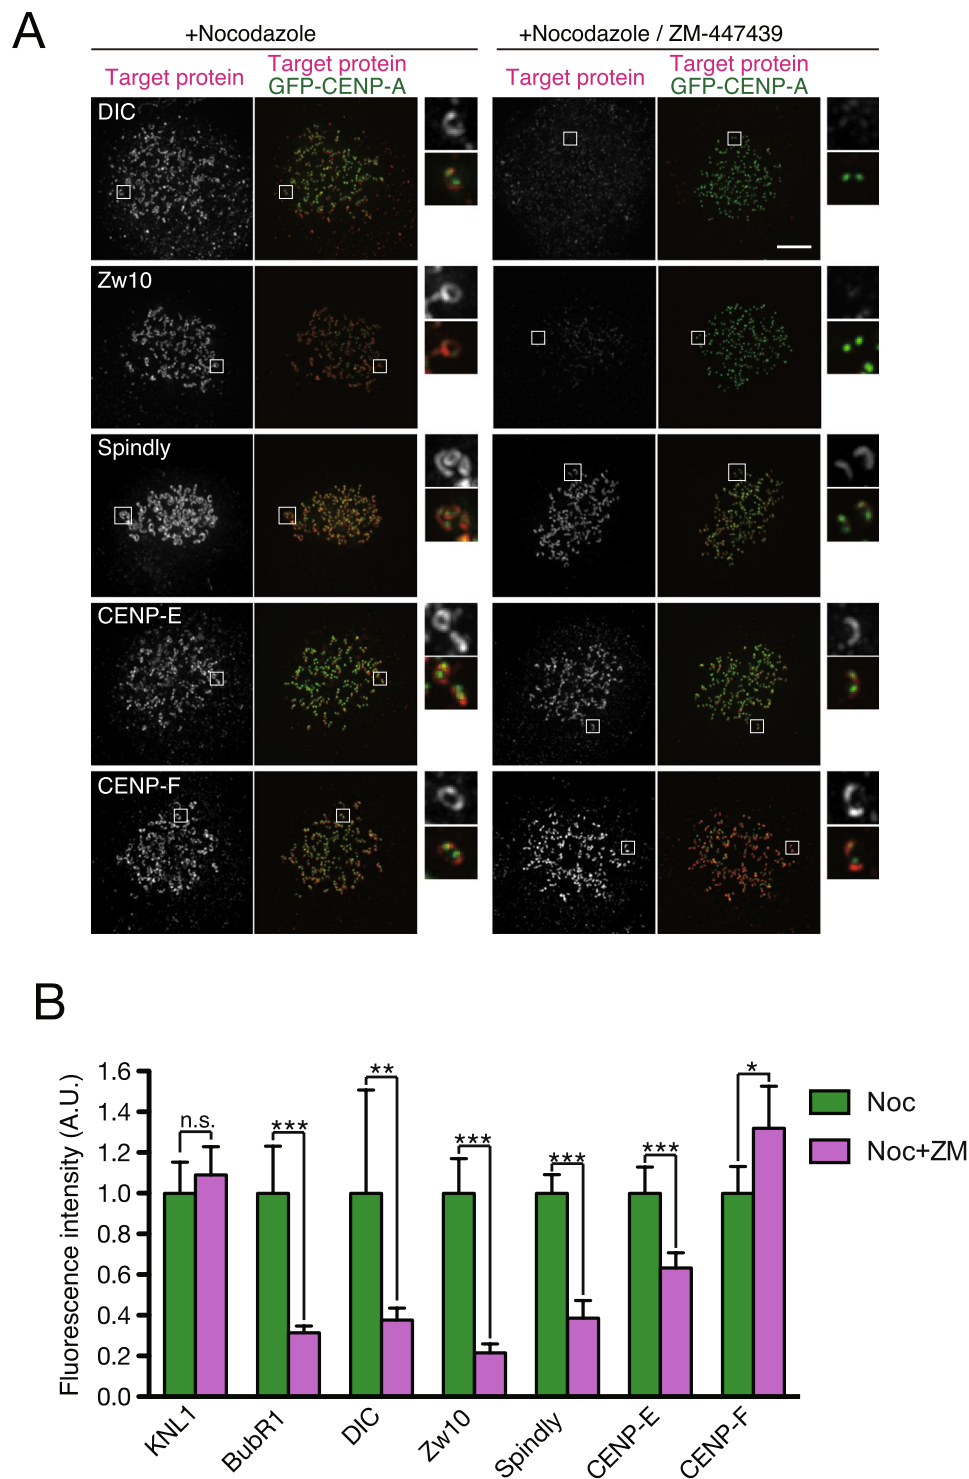 A
+Nocodazole
+Nocodazole / ZM-447439
Target protein
Target protein
GFP-CENP-A
Target protein
Target protein
GFP-CENP-A
DIC
Zw10
Spindly
CENP-E
CENP-F
B
Fluorescence intensity (A.U.)
1.6
1.4
1.2
1.0
0.8
0.6
0.4
0.2
0.0
n.s.
***
**
***
***
***
*
Noc
Noc+ZM
KNL1
BubR1
DIC
Zw10
Spindly
CENP-E
CENP-F